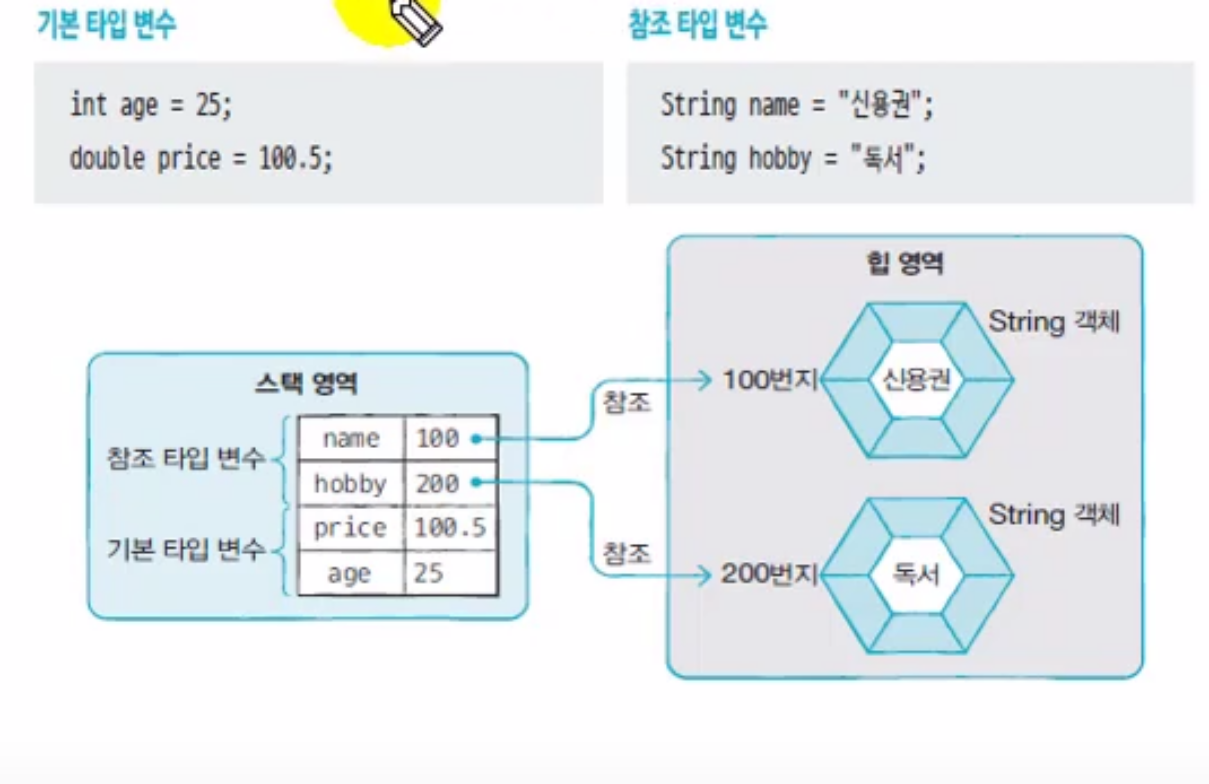 기본 타입 변수
int age = 25;
double price = 100.5;
참조 타입 변수
String name = "신용권";
String hobby = "독서";
스택 영역
참조 타입 변수
name 100
hobby 200
기본 타입 변수
price 100.5
age 25
참조
참조
힙 영역
100번지
신용권
String 객체
200번지
독서
String 객체